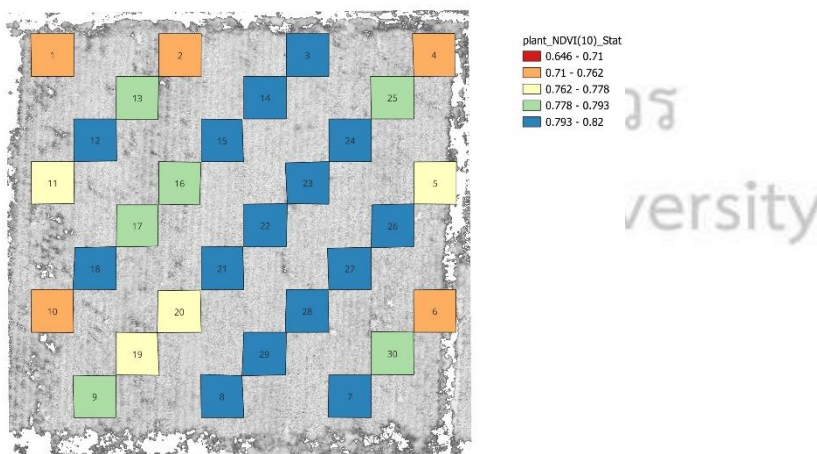 plant_NDVI(10)_Stat
0.646 - 0.71
0.71 - 0.762
0.762 - 0.778
0.778 - 0.793
0.793 - 0.82
1 2 3 4
13 14 25
12 15 24
11 16 23 5
17 22 26
18 21 27
10 20 28 6
19 29 30
9 8 7